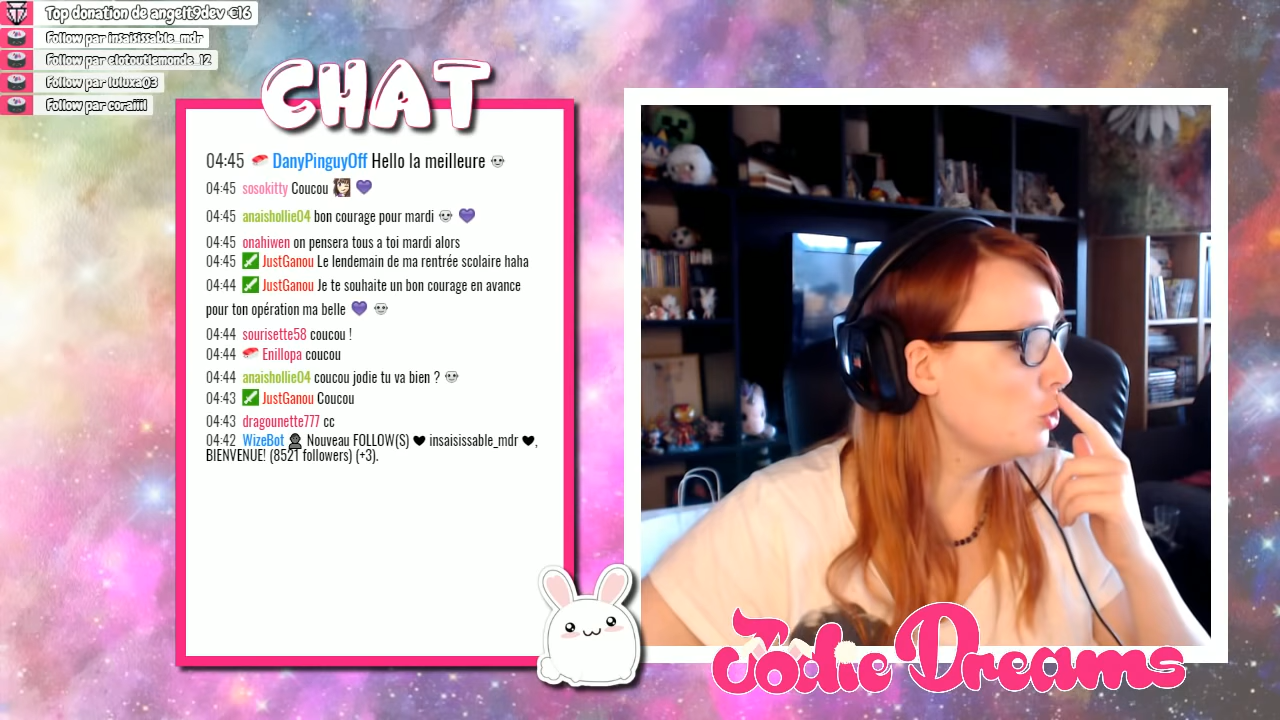 Top donation de angell9dev €16
Follow par insaisissable_mdr
Follow par etoutlemonde_12
Follow par luluxa03
Follow par coraiiil
CHAT
04:45 DanyPinguyOff Hello la meilleure
04:45 sosokitty Coucou
04:45 anaishollie04 bon courage pour mardi
04:45 onahiwen on pensera tous a toi mardi alors
04:45 JustGanou Le lendemain de ma rentrée scolaire haha
04:44 JustGanou Je te souhaite un bon courage en avance
pour ton opération ma belle
04:44 sourisette58 coucou !
04:44 Enillopa coucou
04:44 anaishollie04 coucou jodie tu va bien ?
04:43 JustGanou Coucou
04:43 dragounette777 cc
04:42 WizeBot Nouveau FOLLOW(S) ♥ insaisissable_mdr ♥,
BIENVENUE! (8521 followers) (+3).
Jodie Dreams